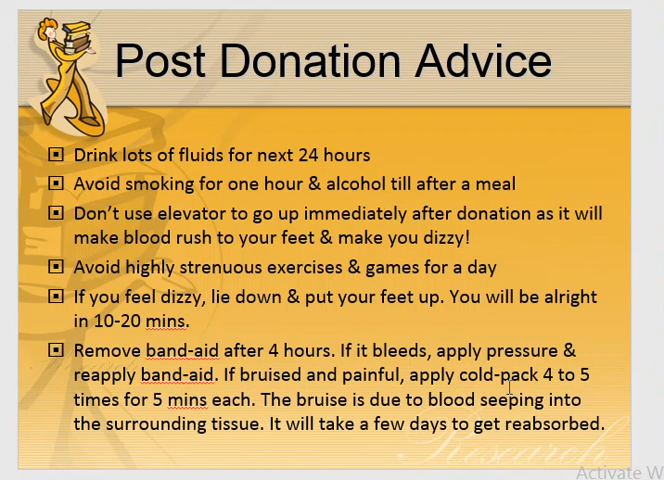 Post Donation Advice
Drink lots of fluids for next 24 hours
Avoid smoking for one hour & alcohol till after a meal
Don't use elevator to go up immediately after donation as it will
make blood rush to your feet & make you dizzy!
Avoid highly strenuous exercises & games for a day
If you feel dizzy, lie down & put your feet up. You will be alright
in 10-20 mins.
Remove band-aid after 4 hours. If it bleeds, apply pressure &
reapply band-aid. If bruised and painful, apply cold-pack 4 to 5
times for 5 mins each. The bruise is due to blood seeping into
the surrounding tissue. It will take a few days to get reabsorbed.
Research
Activate W